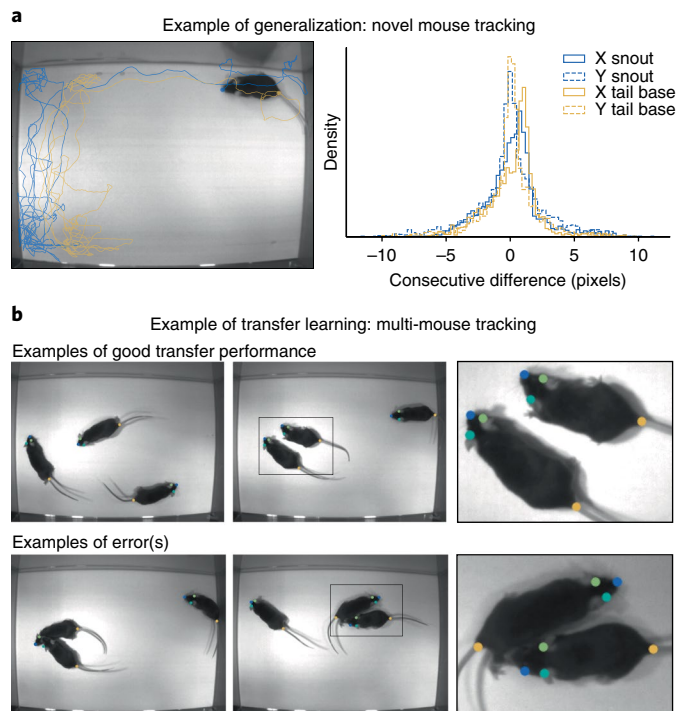 a
Example of generalization: novel mouse tracking
X snout
Y snout
X tail base
Y tail base
Density
−10 −5 0 5 10
Consecutive difference (pixels)
b
Example of transfer learning: multi-mouse tracking
Examples of good transfer performance
Examples of error(s)